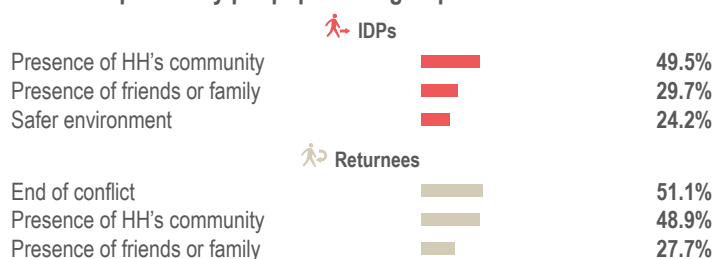 IDPs
Presence of HH's community 49.5%
Presence of friends or family 29.7%
Safer environment 24.2%
Returnees
End of conflict 51.1%
Presence of HH's community 48.9%
Presence of friends or family 27.7%